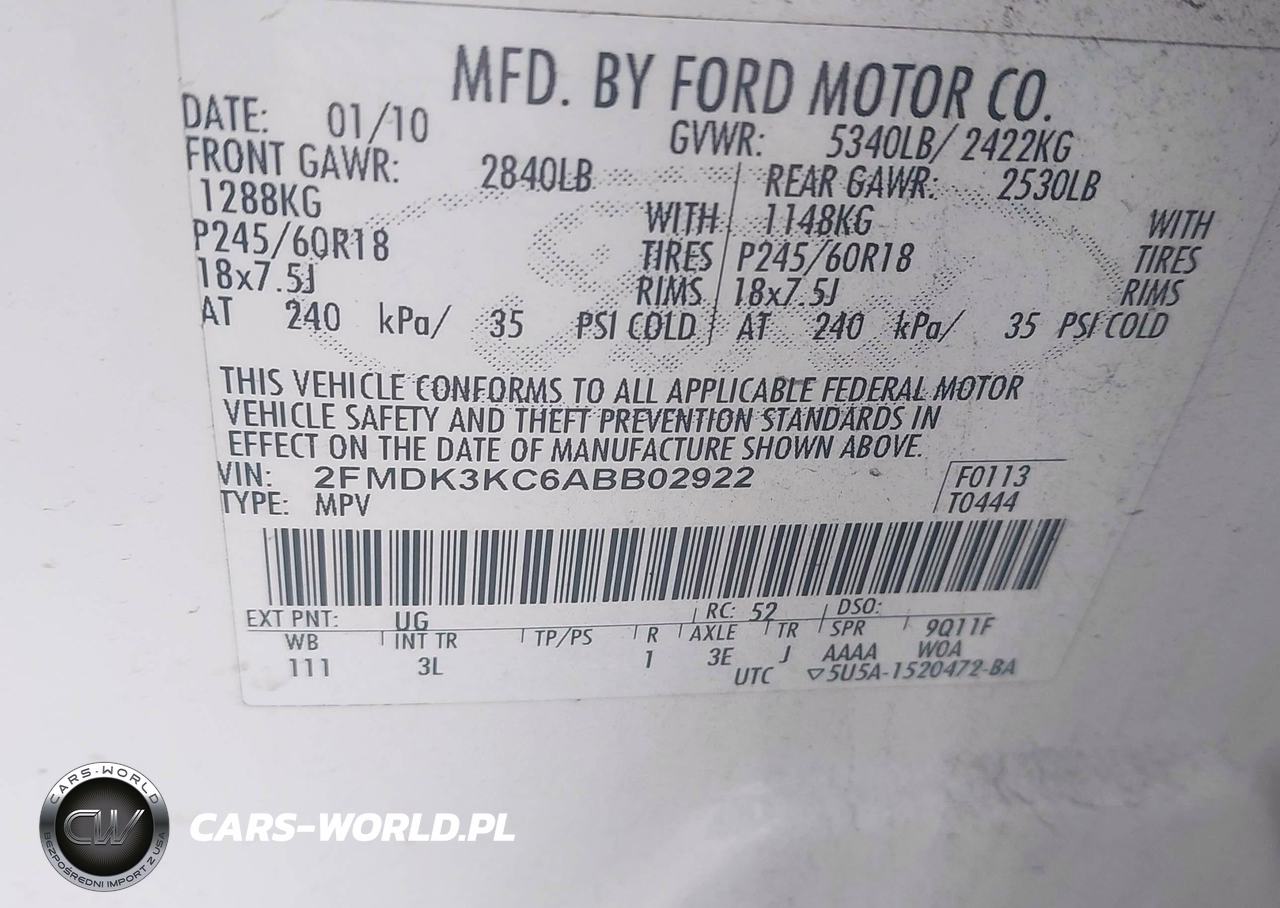 MFD. BY FORD MOTOR CO.
DATE: 01/10 GVWR: 5340LB/ 2422KG
FRONT GAWR: 2840LB REAR GAWR: 2530LB
1288KG WITH 1148KG WITH
P245/60R18 TIRES P245/60R18 TIRES
18x7.5J RIMS 18x7.5J RIMS
AT 240 kPa/ 35 PSI COLD AT 240 kPa/ 35 PSI COLD
THIS VEHICLE CONFORMS TO ALL APPLICABLE FEDERAL MOTOR
VEHICLE SAFETY AND THEFT PREVENTION STANDARDS IN
EFFECT ON THE DATE OF MANUFACTURE SHOWN ABOVE.
VIN: 2FMDK3KC6ABB02922 F0113
TYPE: MPV T0444
EXT PNT: UG RC: 52 DSO:
WB INT TR TP/PS R AXLE TR SPR 9Q11F
111 3L 1 3E J AAAA WOA
UTC ▽5U5A-1520472-BA
CARS-WORLD
CW
BEZPOŚREDNI IMPORT Z USA
CARS-WORLD.PL